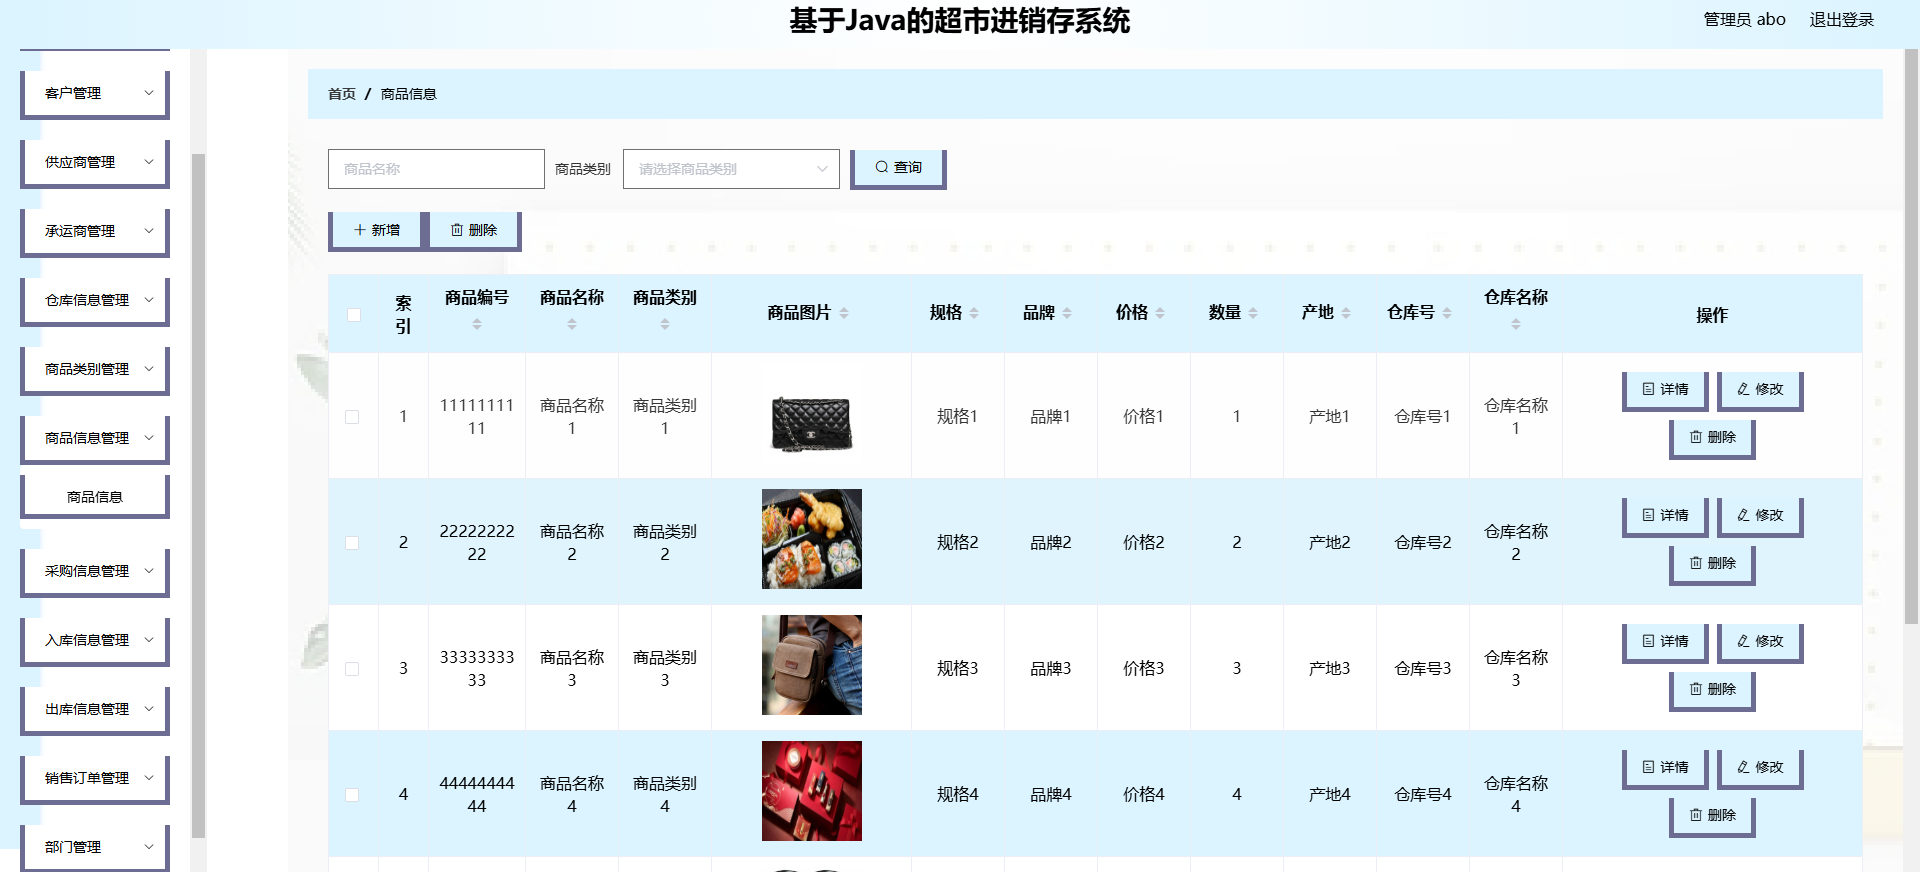 基于Java的超市进销存系统
管理员 abo
退出登录
客户管理
供应商管理
承运商管理
仓库信息管理
商品类别管理
商品信息管理
商品信息
采购信息管理
入库信息管理
出库信息管理
销售订单管理
部门管理
首页 / 商品信息
商品名称
商品类别
请选择商品类别
查询
新增
删除
索引
商品编号
商品名称
商品类别
商品图片
规格
品牌
价格
数量
产地
仓库号
仓库名称
操作
1
11111111
11
商品名称
1
商品类别
1
规格1
品牌1
价格1
1
产地1
仓库号1
仓库名称
1
详情
修改
删除
2
22222222
22
商品名称
2
商品类别
2
规格2
品牌2
价格2
2
产地2
仓库号2
仓库名称
2
详情
修改
删除
3
33333333
33
商品名称
3
商品类别
3
规格3
品牌3
价格3
3
产地3
仓库号3
仓库名称
3
详情
修改
删除
4
44444444
44
商品名称
4
商品类别
4
规格4
品牌4
价格4
4
产地4
仓库号4
仓库名称
4
详情
修改
删除